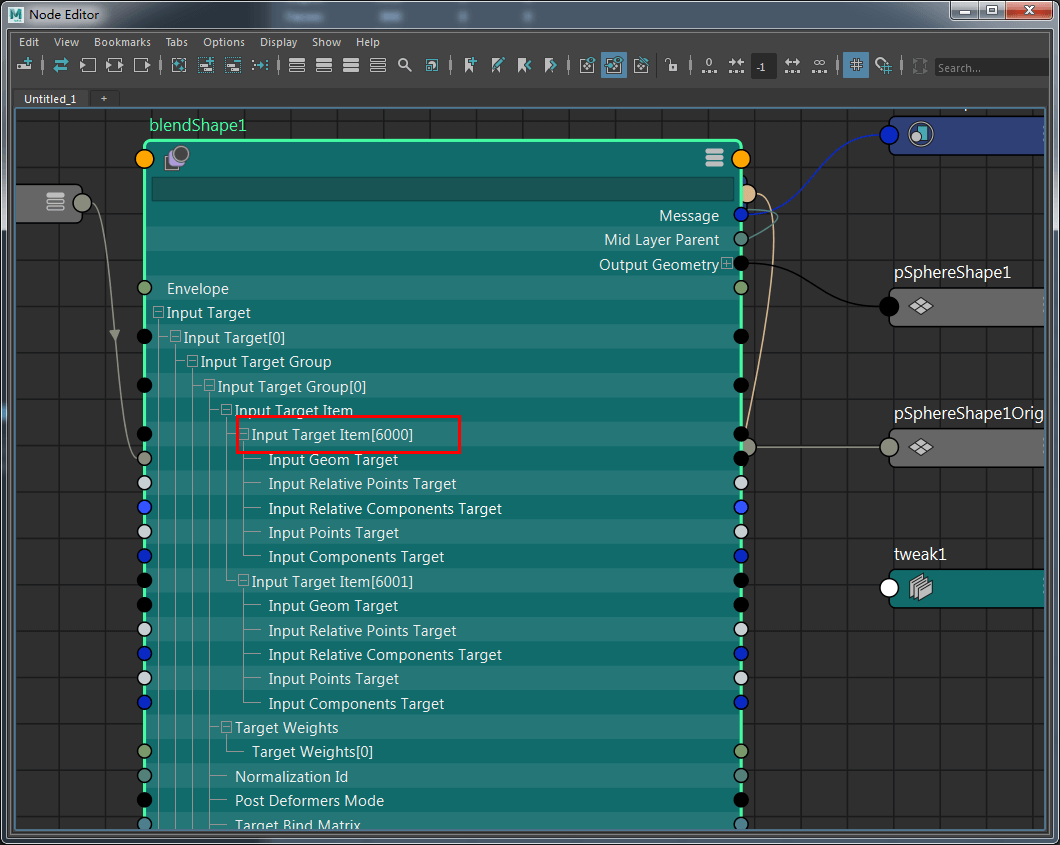 Node Editor
Edit View Bookmarks Tabs Options Display Show Help
0 -1 ∞ Search...
Untitled_1 +
blendShape1
Message
Mid Layer Parent
Output Geometry
pSphereShape1
Envelope
Input Target
Input Target[0]
Input Target Group
Input Target Group[0]
Input Target Item
pSphereShape1Orig
Input Target Item[6000]
Input Geom Target
Input Relative Points Target
Input Relative Components Target
Input Points Target
Input Components Target
tweak1
Input Target Item[6001]
Input Geom Target
Input Relative Points Target
Input Relative Components Target
Input Points Target
Input Components Target
Target Weights
Target Weights[0]
Normalization Id
Post Deformers Mode
Target Bind Matrix